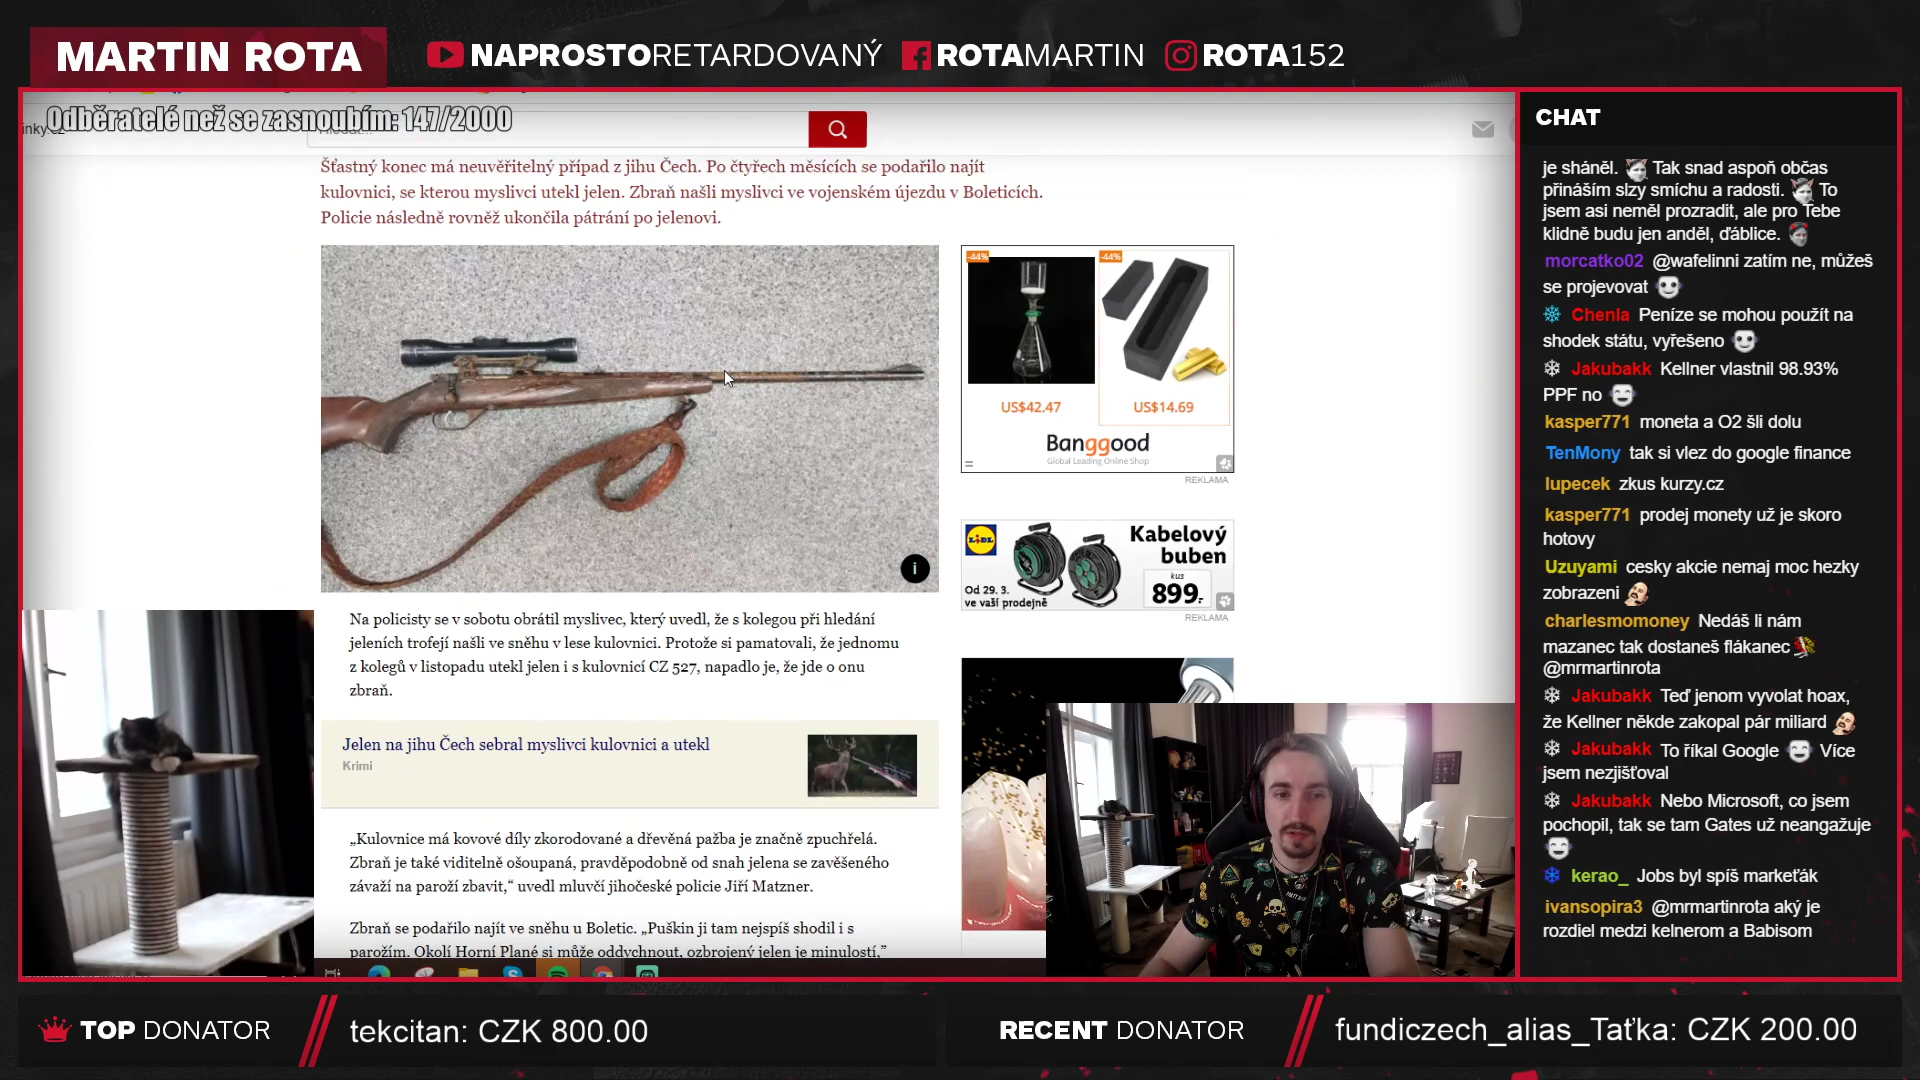 MARTIN ROTA
NAPROSTORETARDOVANÝ
ROTAMARTIN
ROTA152
Odběratelé než se zasnoubím: 147/2000
Šťastný konec má neuvěřitelný případ z jihu Čech. Po čtyřech měsících se podařilo najít
kulovnici, se kterou myslivci utekl jelen. Zbraň našli myslivci ve vojenském újezdu v Boleticích.
Policie následně rovněž ukončila pátrání po jelenovi.
i
Na policisty se v sobotu obrátil myslivec, který uvedl, že s kolegou při hledání
jeleních trofejí našli ve sněhu v lese kulovnici. Protože si pamatovali, že jednomu
z kolegů v listopadu utekl jelen i s kulovnicí CZ 527, napadlo je, že jde o onu
zbraň.
Jelen na jihu Čech sebral myslivci kulovnici a utekl
Krimi
„Kulovnice má kovové díly zkorodované a dřevěná pažba je značně zpuchřelá.
Zbraň je také viditelně ošoupaná, pravděpodobně od snah jelena se zavěšeného
závaží na paroží zbavit,“ uvedl mluvčí jihočeské policie Jiří Matzner.
Zbraň se podařilo najít ve sněhu u Boletic. „Puškin ji tam nejspíš shodil i s
parožím. Okolí Horní Plané si může oddychnout, ozbrojený jelen je minulostí,”
-44%
-44%
US$42.47
US$14.69
Banggood
Global Leading Online Shop
REKLAMA
LIDL
Kabelový
buben
kus
899.-
Od 29. 3.
ve vaší prodejně
REKLAMA
CHAT
je sháněl. Tak snad aspoň občas
přináším slzy smíchu a radosti. To
jsem asi neměl prozradit, ale pro Tebe
klidně budu jen anděl, ďáblice.
morcatko02 @wafelinni zatím ne, můžeš
se projevovat
Chenla Peníze se mohou použít na
shodek státu, vyřešeno
Jakubakk Kellner vlastnil 98.93%
PPF no
kasper771 moneta a O2 šli dolu
TenMony tak si vlez do google finance
lupecek zkus kurzy.cz
kasper771 prodej monety už je skoro
hotovy
Uzuyami cesky akcie nemaj moc hezky
zobrazeni
charlesmomoney Nedáš li nám
mazanec tak dostaneš flákanec
@mrmartinrota
Jakubakk Teď jenom vyvolat hoax,
že Kellner někde zakopal pár miliard
Jakubakk To říkal Google Více
jsem nezjišťoval
Jakubakk Nebo Microsoft, co jsem
pochopil, tak se tam Gates už neangažuje
kerao_ Jobs byl spíš markeťák
ivansopira3 @mrmartinrota aký je
rozdiel medzi kelnerom a Babisom
TOP DONATOR
tekcitan: CZK 800.00
RECENT DONATOR
fundiczech_alias_Taťka: CZK 200.00